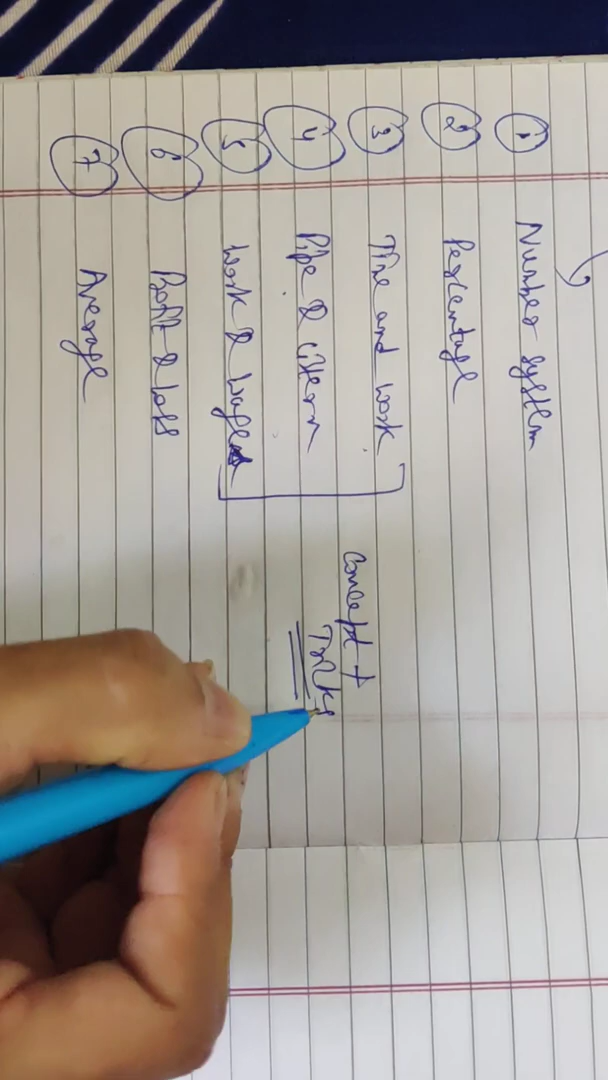 1 Number system
2 Percentage
3 Time and work
4 Pipe & cistern
5 Work & wages
concept +
Tricks
6 Profit & loss
7 Average